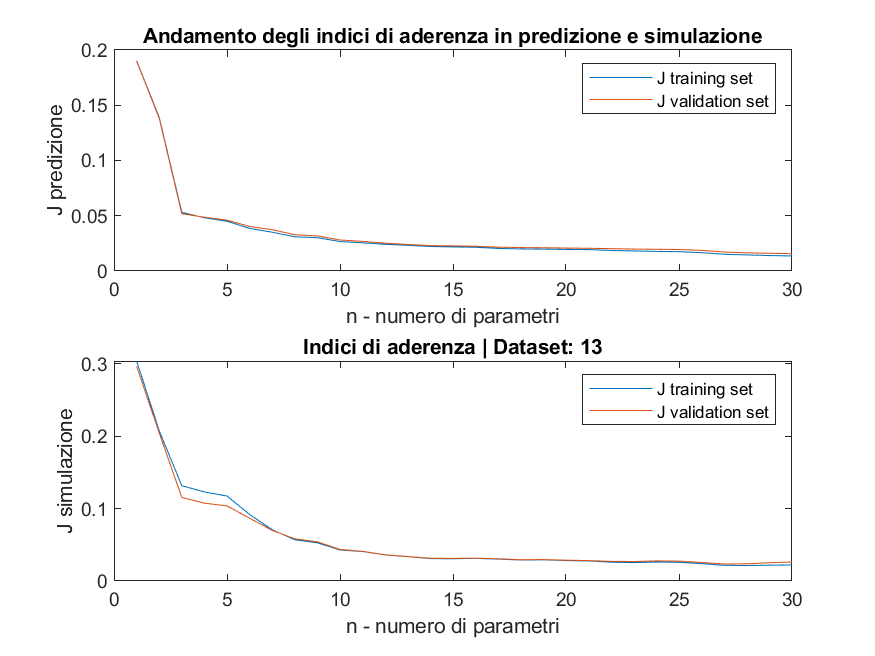 Andamento degli indici di aderenza in predizione e simulazione
0.2
0.15
0.1
0.05
0
J predizione
J training set
J validation set
0 5 10 15 20 25 30
n - numero di parametri
Indici di aderenza | Dataset: 13
0.3
0.2
0.1
0
J simulazione
J training set
J validation set
0 5 10 15 20 25 30
n - numero di parametri